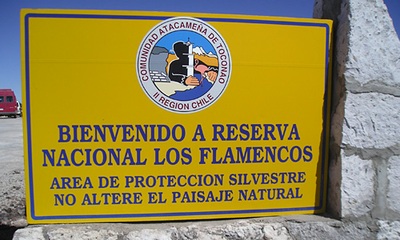 COMUNIDAD ATACAMEÑA DE TOCONAO
II REGION CHILE
BIENVENIDO A RESERVA
NACIONAL LOS FLAMENCOS
AREA DE PROTECCION SILVESTRE
NO ALTERE EL PAISAJE NATURAL